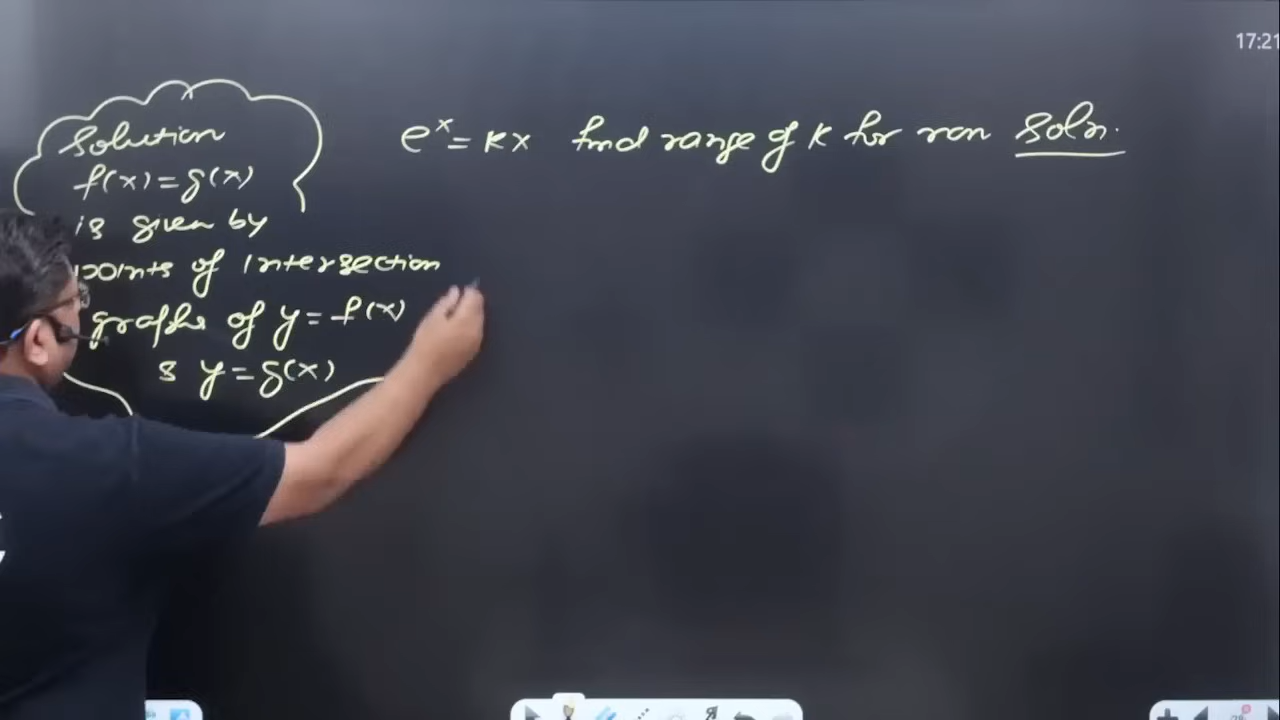 17:21
Solution
f(x)=g(x)
is given by
points of intersection
graphs of y=f(x)
& y=g(x)
e^x=kx find range of k for non soln.